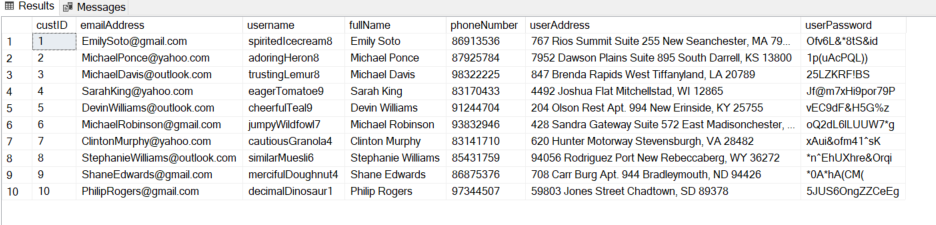 Results Messages
custID emailAddress username fullName phoneNumber userAddress userPassword
1 1 EmilySoto@gmail.com spiritedIcecream8 Emily Soto 86913536 767 Rios Summit Suite 255 New Seanchester, MA 79... Ofv6L&*8tS&id
2 2 MichaelPonce@yahoo.com adoringHeron8 Michael Ponce 87925784 7952 Dawson Plains Suite 895 South Darrell, KS 13800 1p(uAcPQL))
3 3 MichaelDavis@outlook.com trustingLemur8 Michael Davis 98322225 847 Brenda Rapids West Tiffanyland, LA 20789 25LZKRF!BS
4 4 SarahKing@yahoo.com eagerTomatoe9 Sarah King 83170433 4492 Joshua Flat Mitchellstad, WI 12865 Jf@m7xHi9por79P
5 5 DevinWilliams@outlook.com cheerfulTeal9 Devin Williams 91244704 204 Olson Rest Apt. 994 New Erinside, KY 25755 vEC9dF&H5G%z
6 6 MichaelRobinson@gmail.com jumpyWildfowl7 Michael Robinson 93832946 428 Sandra Gateway Suite 572 East Madisonchester, ... oQ2dL6lLUUW7*g
7 7 ClintonMurphy@yahoo.com cautiousGranola4 Clinton Murphy 83141710 620 Hunter Motorway Stevensburgh, VA 28482 xAui&ofm41^sK
8 8 StephanieWilliams@outlook.com similarMuesli6 Stephanie Williams 85431759 94056 Rodriguez Port New Rebeccaberg, WY 36272 *n^EhUXhre&Orqi
9 9 ShaneEdwards@gmail.com mercifulDoughnut4 Shane Edwards 86875376 708 Carr Burg Apt. 944 Bradleymouth, ND 94426 *0A*hA(CM(
10 10 PhilipRogers@gmail.com decimalDinosaur1 Philip Rogers 97344507 59803 Jones Street Chadtown, SD 89378 5JUS6OngZZCeEg